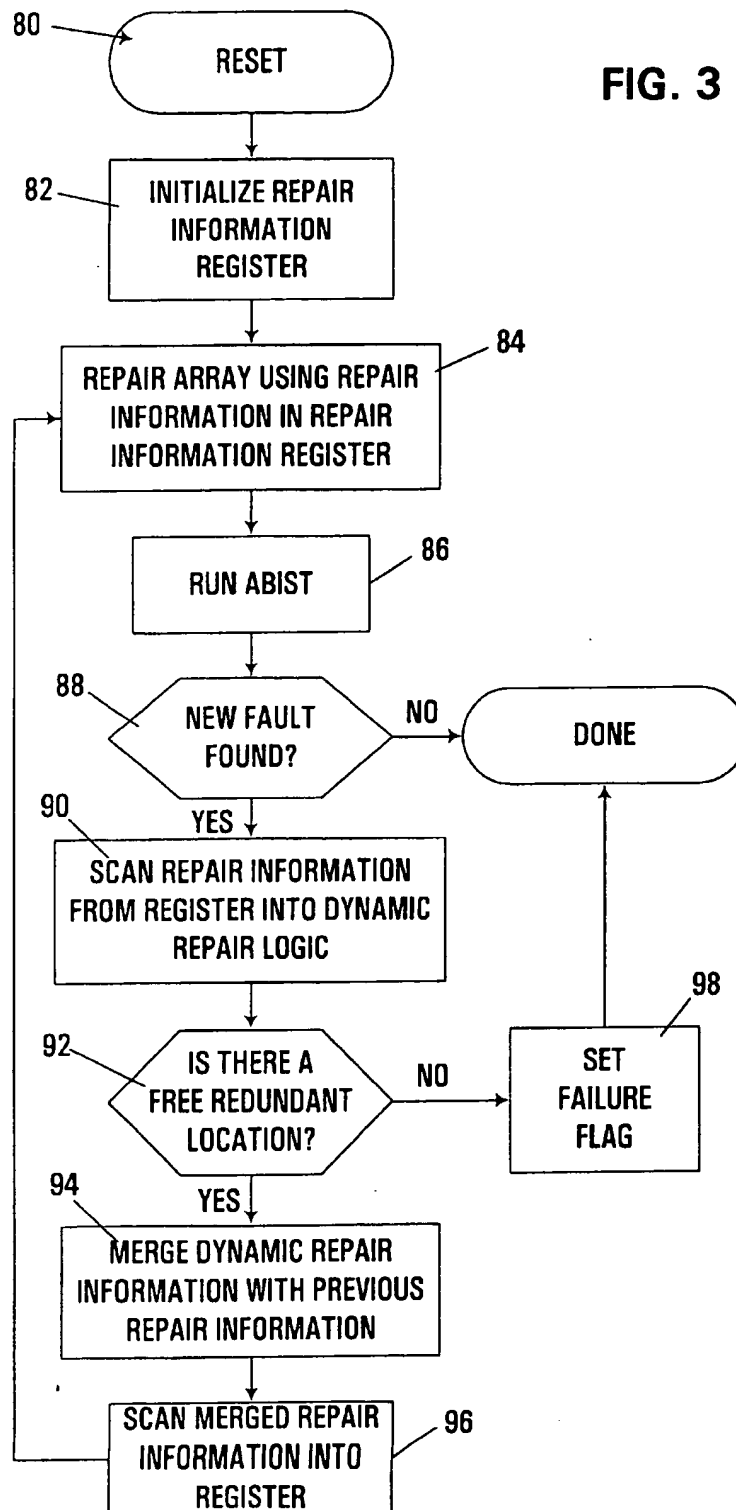 80
RESET
FIG. 3
82
INITIALIZE REPAIR
INFORMATION
REGISTER
84
REPAIR ARRAY USING REPAIR
INFORMATION IN REPAIR
INFORMATION REGISTER
RUN ABIST
86
88
NEW FAULT
FOUND?
NO
DONE
YES
90
SCAN REPAIR INFORMATION
FROM REGISTER INTO DYNAMIC
REPAIR LOGIC
92
IS THERE A
FREE REDUNDANT
LOCATION?
NO
98
SET
FAILURE
FLAG
YES
94
MERGE DYNAMIC REPAIR
INFORMATION WITH PREVIOUS
REPAIR INFORMATION
SCAN MERGED REPAIR
INFORMATION INTO
REGISTER
96